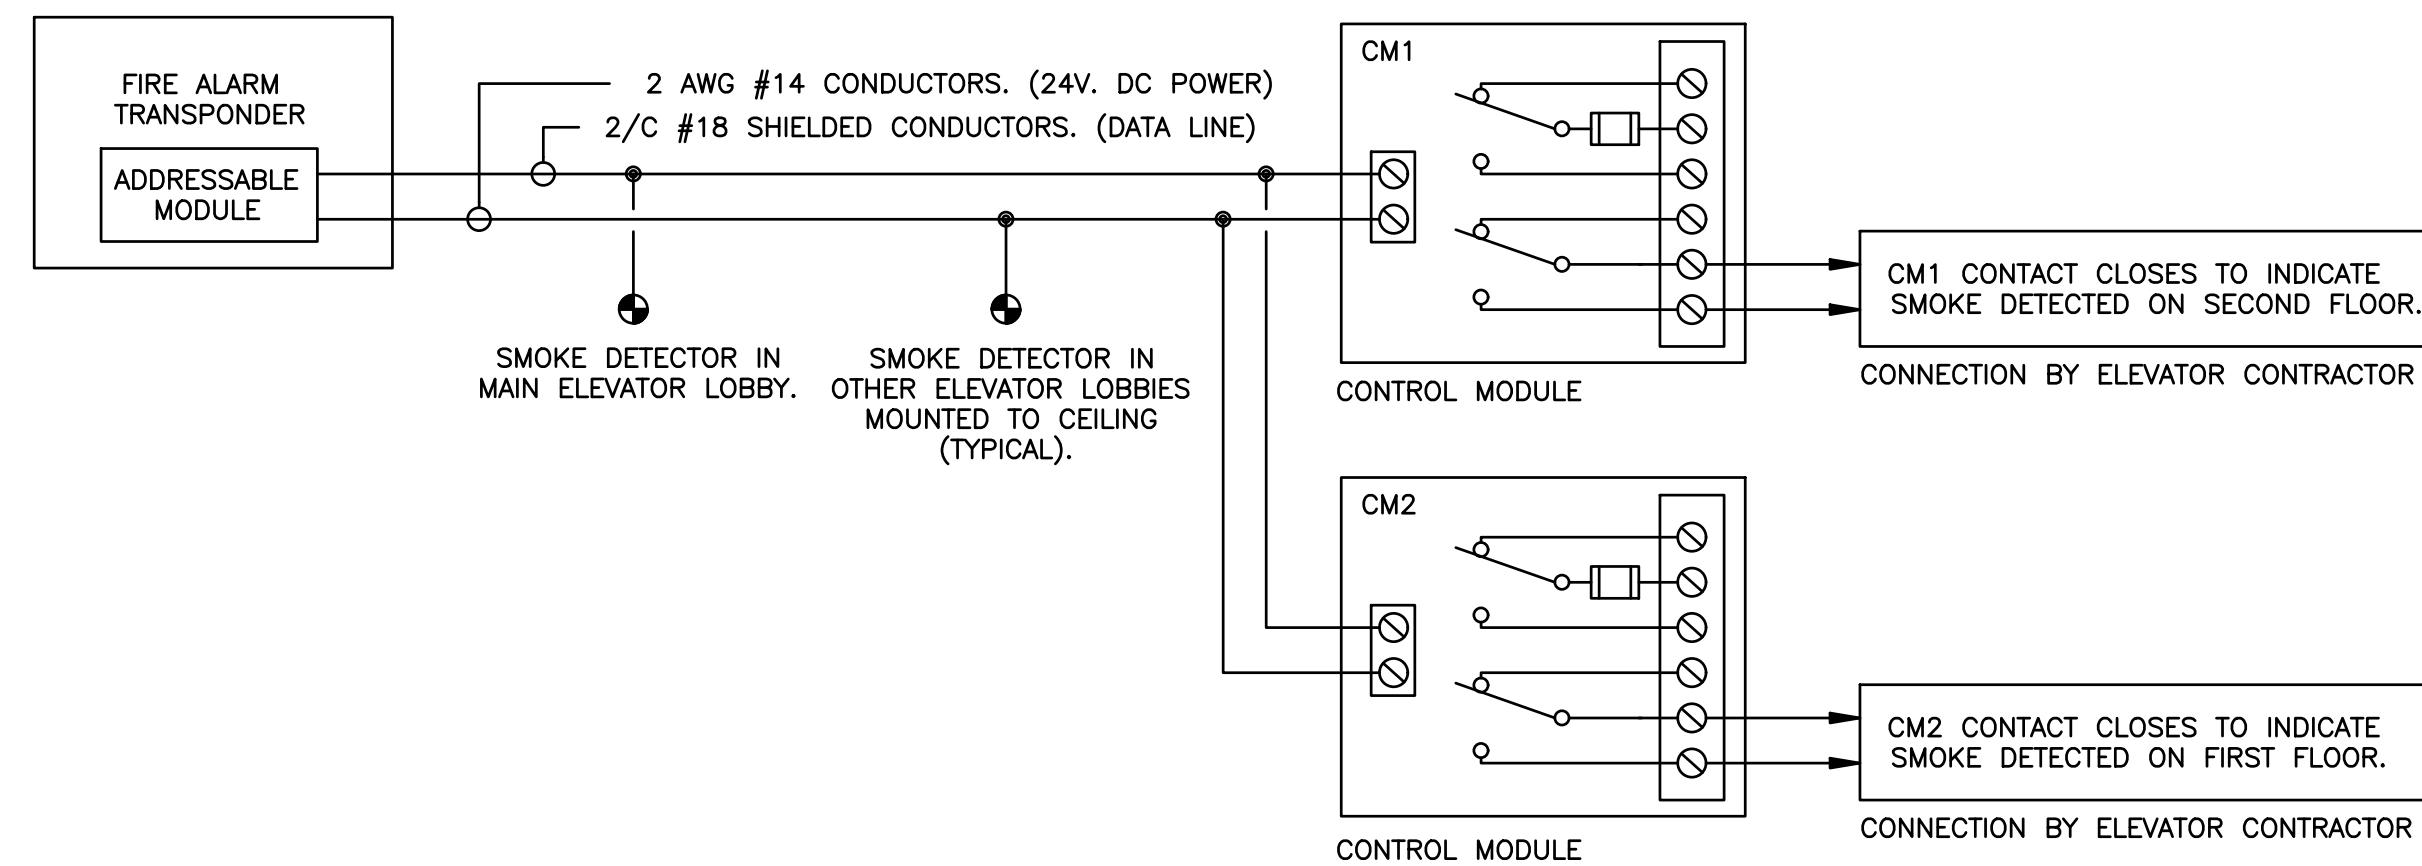 FIRE ALARM
TRANSPONDER
ADDRESSABLE
MODULE
2 AWG #14 CONDUCTORS. (24V. DC POWER)
2/C #18 SHIELDED CONDUCTORS. (DATA LINE)
SMOKE DETECTOR IN
MAIN ELEVATOR LOBBY.
SMOKE DETECTOR IN
OTHER ELEVATOR LOBBIES
MOUNTED TO CEILING
(TYPICAL).
CM1
CONTROL MODULE
CM1 CONTACT CLOSES TO INDICATE
SMOKE DETECTED ON SECOND FLOOR.
CONNECTION BY ELEVATOR CONTRACTOR
CM2
CONTROL MODULE
CM2 CONTACT CLOSES TO INDICATE
SMOKE DETECTED ON FIRST FLOOR.
CONNECTION BY ELEVATOR CONTRACTOR